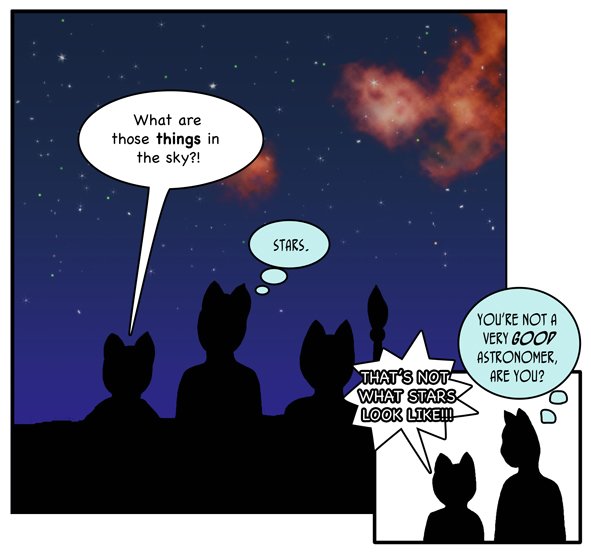 What are
those things in
the sky?!
STARS.
THAT'S NOT
WHAT STARS
LOOK LIKE!!!
YOU'RE NOT A
VERY GOOD
ASTRONOMER,
ARE YOU?